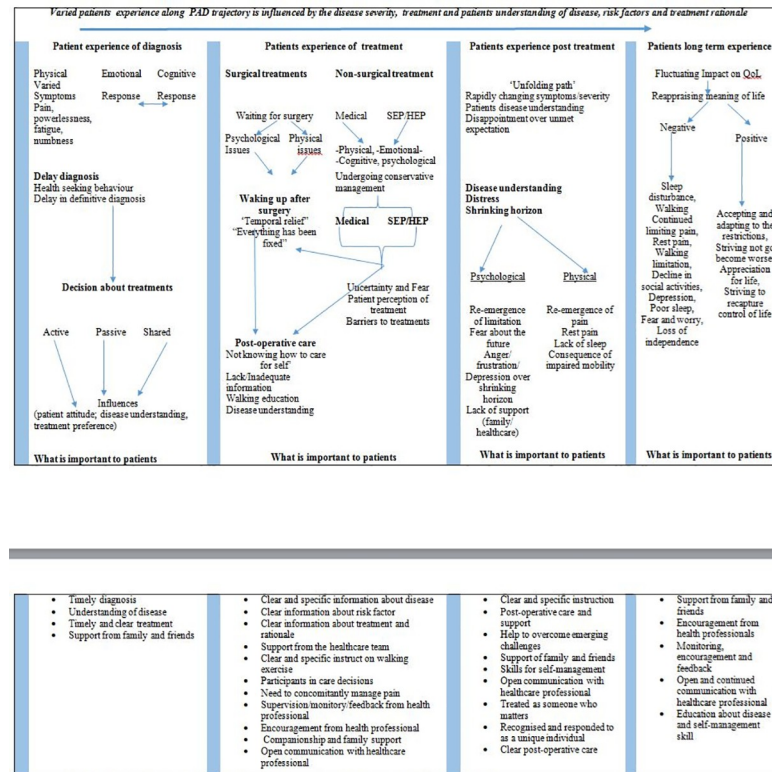 Varied patients experience along PAD trajectory is influenced by the disease severity, treatment and patients understanding of disease, risk factors and treatment rationale
Patient experience of diagnosis
Physical Emotional Cognitive
Varied
Symptoms Response Response
Pain,
powerlessness,
fatigue,
numbness
Delay diagnosis
Health seeking behaviour
Delay in definitive diagnosis
Decision about treatments
Active Passive Shared
Influences
(patient attitude; disease understanding,
treatment preference)
What is important to patients
Patients experience of treatment
Surgical treatments Non-surgical treatment
Waiting for surgery
Psychological Physical
Issues issues
Waking up after
surgery
‘Temporal relief”
“Everything has been
fixed”
Medical SEP/HEP
-Physical, -Emotional-
-Cognitive, psychological
Undergoing conservative
management
Medical SEP/HEP
Uncertainty and Fear
Patient perception of
treatment
Barriers to treatments
Post-operative care
Not knowing how to care
for self’
Lack/Inadequate
information
Walking education
Disease understanding
What is important to patients
Patients experience post treatment
‘Unfolding path’
Rapidly changing symptoms/severity
Patients disease understanding
Disappointment over unmet
expectation
Disease understanding
Distress
Shrinking horizon
Psychological Physical
Re-emergence
of limitation
Fear about the
future
Anger/
frustration/
Depression over
shrinking
horizon
Lack of support
(family/
healthcare)
Re-emergence of
pain
Rest pain
Lack of sleep
Consequence of
impaired mobility
What is important to patients
Patients long term experience
Fluctuating Impact on QoL
Reappraising meaning of life
Negative
Positive
Sleep
disturbance,
Walking
Continued
limiting pain,
Rest pain,
Walking
limitation,
Decline in
social activities,
Depression,
Poor sleep,
Fear and worry,
Loss of
independence
Accepting and
adapting to the
restrictions,
Striving not go
become worse
Appreciation
for life,
Striving to
recapture
control of life
What is important to patients
• Timely diagnosis
• Understanding of disease
• Timely and clear treatment
• Support from family and friends
• Clear and specific information about disease
• Clear information about risk factor
• Clear information about treatment and
rationale
• Support from the healthcare team
• Clear and specific instruct on walking
exercise
• Participants in care decisions
• Need to concomitantly manage pain
• Supervision/monitory/feedback from health
professional
• Encouragement from health professional
• Companionship and family support
• Open communication with healthcare
professional
• Clear and specific instruction
• Post-operative care and
support
• Help to overcome emerging
challenges
• Support of family and friends
• Skills for self-management
• Open communication with
healthcare professional
• Treated as someone who
matters
• Recognised and responded to
as a unique individual
• Clear post-operative care
• Support from family and
friends
• Encouragement from
health professionals
• Monitoring,
encouragement and
feedback
• Open and continued
communication with
healthcare professional
• Education about disease
and self-management
skill